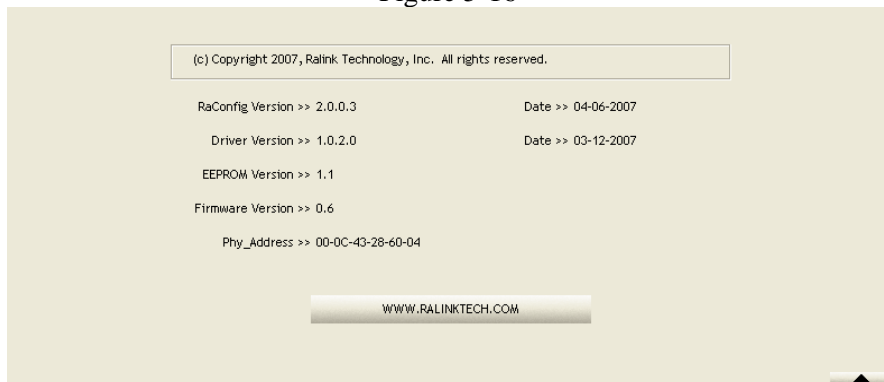 Figure
(c) Copyright 2007, Ralink Technology, Inc. All rights reserved.
RaConfig Version >> 2.0.0.3 Date >> 04-06-2007
Driver Version >> 1.0.2.0 Date >> 03-12-2007
EEPROM Version >> 1.1
Firmware Version >> 0.6
Phy_Address >> 00-0C-43-28-60-04
WWW.RALINKTECH.COM